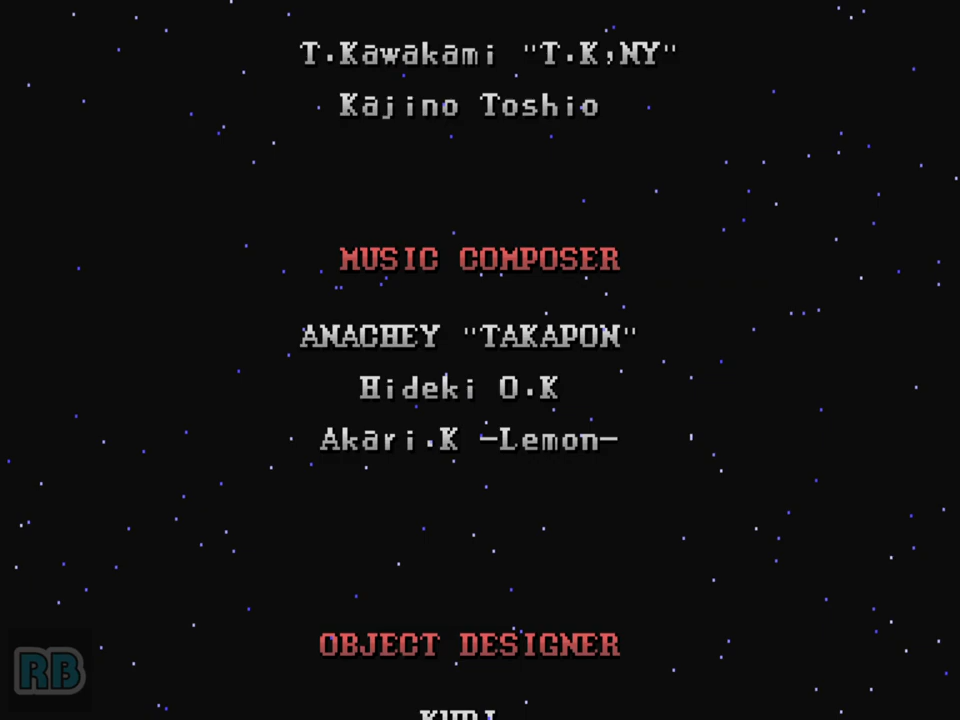 T.Kawakami "T.K,NY"
Kajino Toshio
MUSIC COMPOSER
ANACHEY "TAKAPON"
Hideki O.K
Akari.K -Lemon-
OBJECT DESIGNER
RB